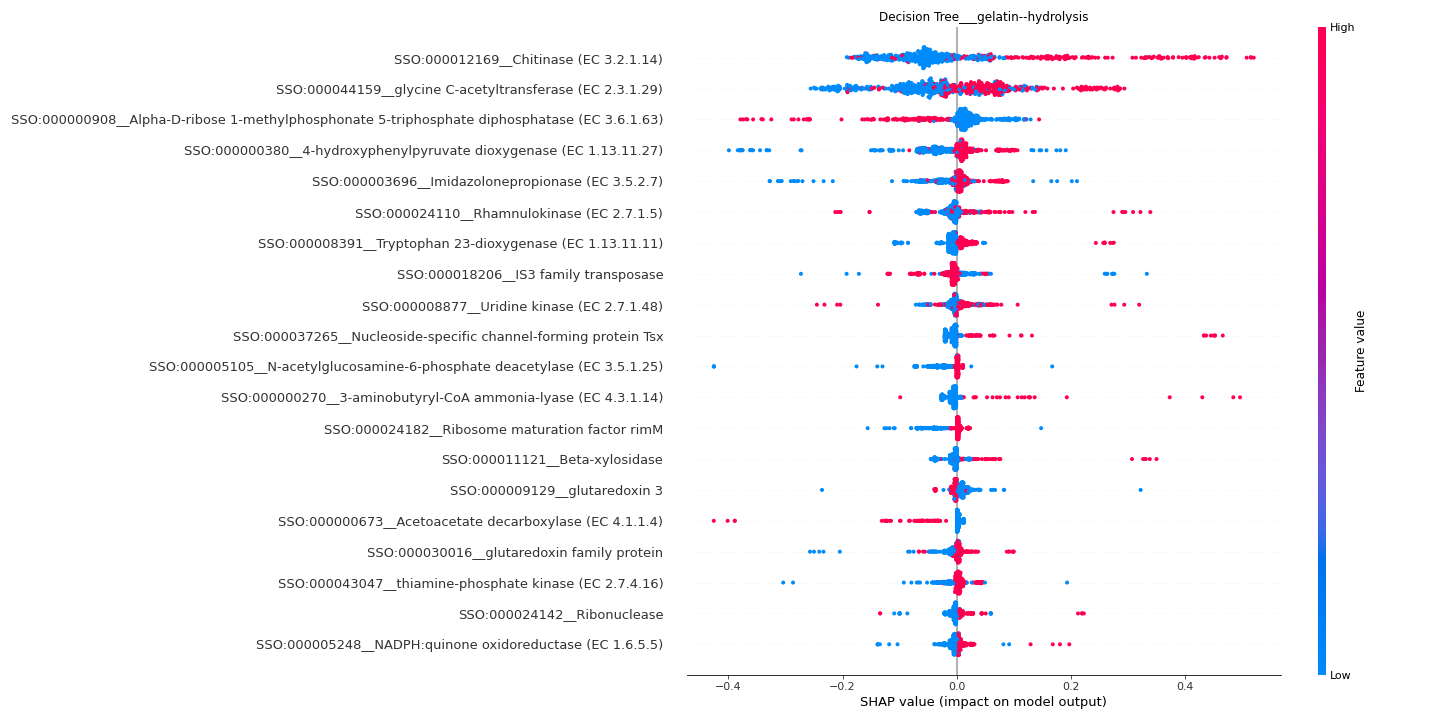 Decision Tree___gelatin--hydrolysis
High
SSO:000012169__Chitinase (EC 3.2.1.14)
SSO:000044159__glycine C-acetyltransferase (EC 2.3.1.29)
SSO:000000908__Alpha-D-ribose 1-methylphosphonate 5-triphosphate diphosphatase (EC 3.6.1.63)
SSO:000000380__4-hydroxyphenylpyruvate dioxygenase (EC 1.13.11.27)
SSO:000003696__Imidazolonepropionase (EC 3.5.2.7)
SSO:000024110__Rhamnulokinase (EC 2.7.1.5)
SSO:000008391__Tryptophan 23-dioxygenase (EC 1.13.11.11)
SSO:000018206__IS3 family transposase
SSO:000008877__Uridine kinase (EC 2.7.1.48)
SSO:000037265__Nucleoside-specific channel-forming protein Tsx
SSO:000005105__N-acetylglucosamine-6-phosphate deacetylase (EC 3.5.1.25)
SSO:000000270__3-aminobutyryl-CoA ammonia-lyase (EC 4.3.1.14)
SSO:000024182__Ribosome maturation factor rimM
SSO:000011121__Beta-xylosidase
SSO:000009129__glutaredoxin 3
SSO:000000673__Acetoacetate decarboxylase (EC 4.1.1.4)
SSO:000030016__glutaredoxin family protein
SSO:000043047__thiamine-phosphate kinase (EC 2.7.4.16)
SSO:000024142__Ribonuclease
SSO:000005248__NADPH:quinone oxidoreductase (EC 1.6.5.5)
Feature value
Low
−0.4 −0.2 0.0 0.2 0.4
SHAP value (impact on model output)